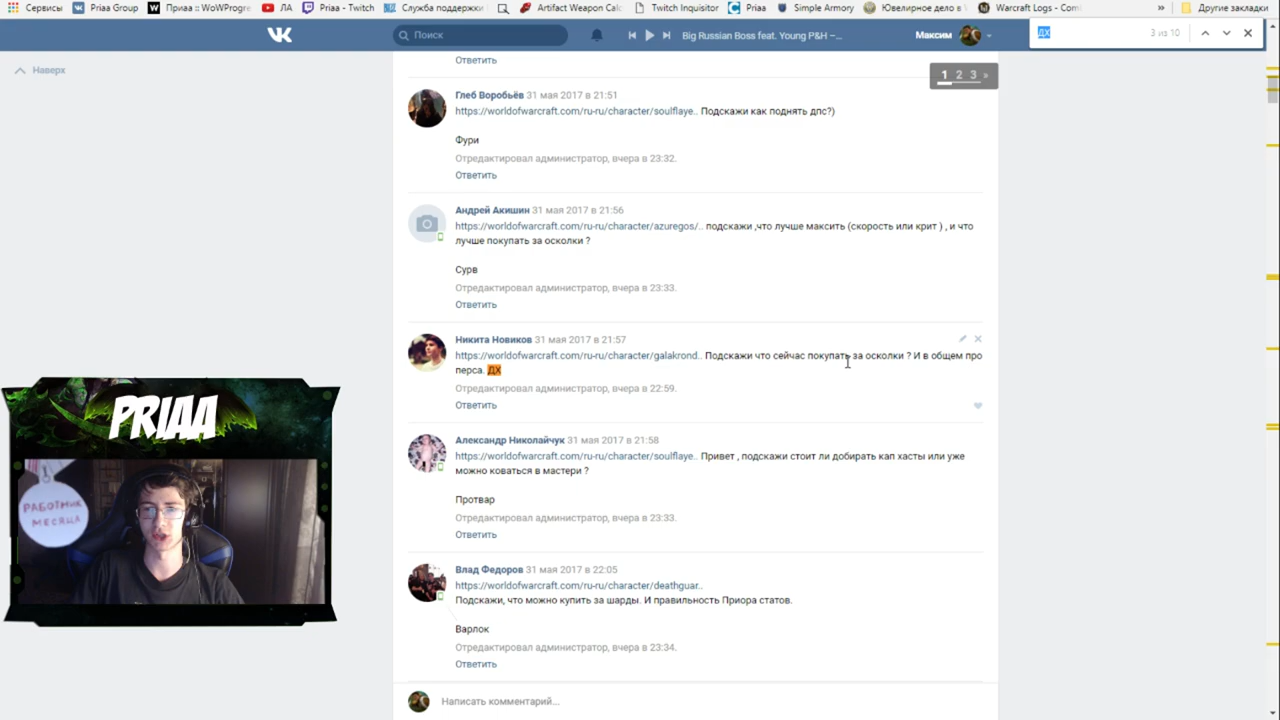 Сервисы Priaa Group Приаа :: WoWProgre ЛА Priaa - Twitch Служба поддержки Artifact Weapon Calc Twitch Inquisitor Priaa Simple Armory Ювелирное дело в Warcraft Logs - Coml » Другие закладки
Поиск Big Russian Boss feat. Young P&H –... Максим ДХ 3 из 10
Ответить
Наверх
1 2 3 »
Глеб Воробьёв 31 мая 2017 в 21:51
https://worldofwarcraft.com/ru-ru/character/soulflaye.. Подскажи как поднять дпс?)
Фури
Отредактировал администратор, вчера в 23:32.
Ответить
Андрей Акишин 31 мая 2017 в 21:56
https://worldofwarcraft.com/ru-ru/character/azuregos/.. подскажи ,что лучше максить (скорость или крит ) , и что
лучше покупать за осколки ?
Сурв
Отредактировал администратор, вчера в 23:33.
Ответить
Никита Новиков 31 мая 2017 в 21:57
https://worldofwarcraft.com/ru-ru/character/galakrond.. Подскажи что сейчас покупать за осколки ? И в общем про
перса. ДХ
Отредактировал администратор, вчера в 22:59.
Ответить
Александр Николайчук 31 мая 2017 в 21:58
https://worldofwarcraft.com/ru-ru/character/soulflaye.. Привет , подскажи стоит ли добирать кап хасты или уже
можно коваться в мастери ?
Протвар
Отредактировал администратор, вчера в 23:33.
Ответить
Влад Федоров 31 мая 2017 в 22:05
https://worldofwarcraft.com/ru-ru/character/deathguar..
Подскажи, что можно купить за шарды. И правильность Приора статов.
Варлок
Отредактировал администратор, вчера в 23:34.
Ответить
Написать комментарий...
PRIAA
РАБОТНИК
МЕСЯЦА